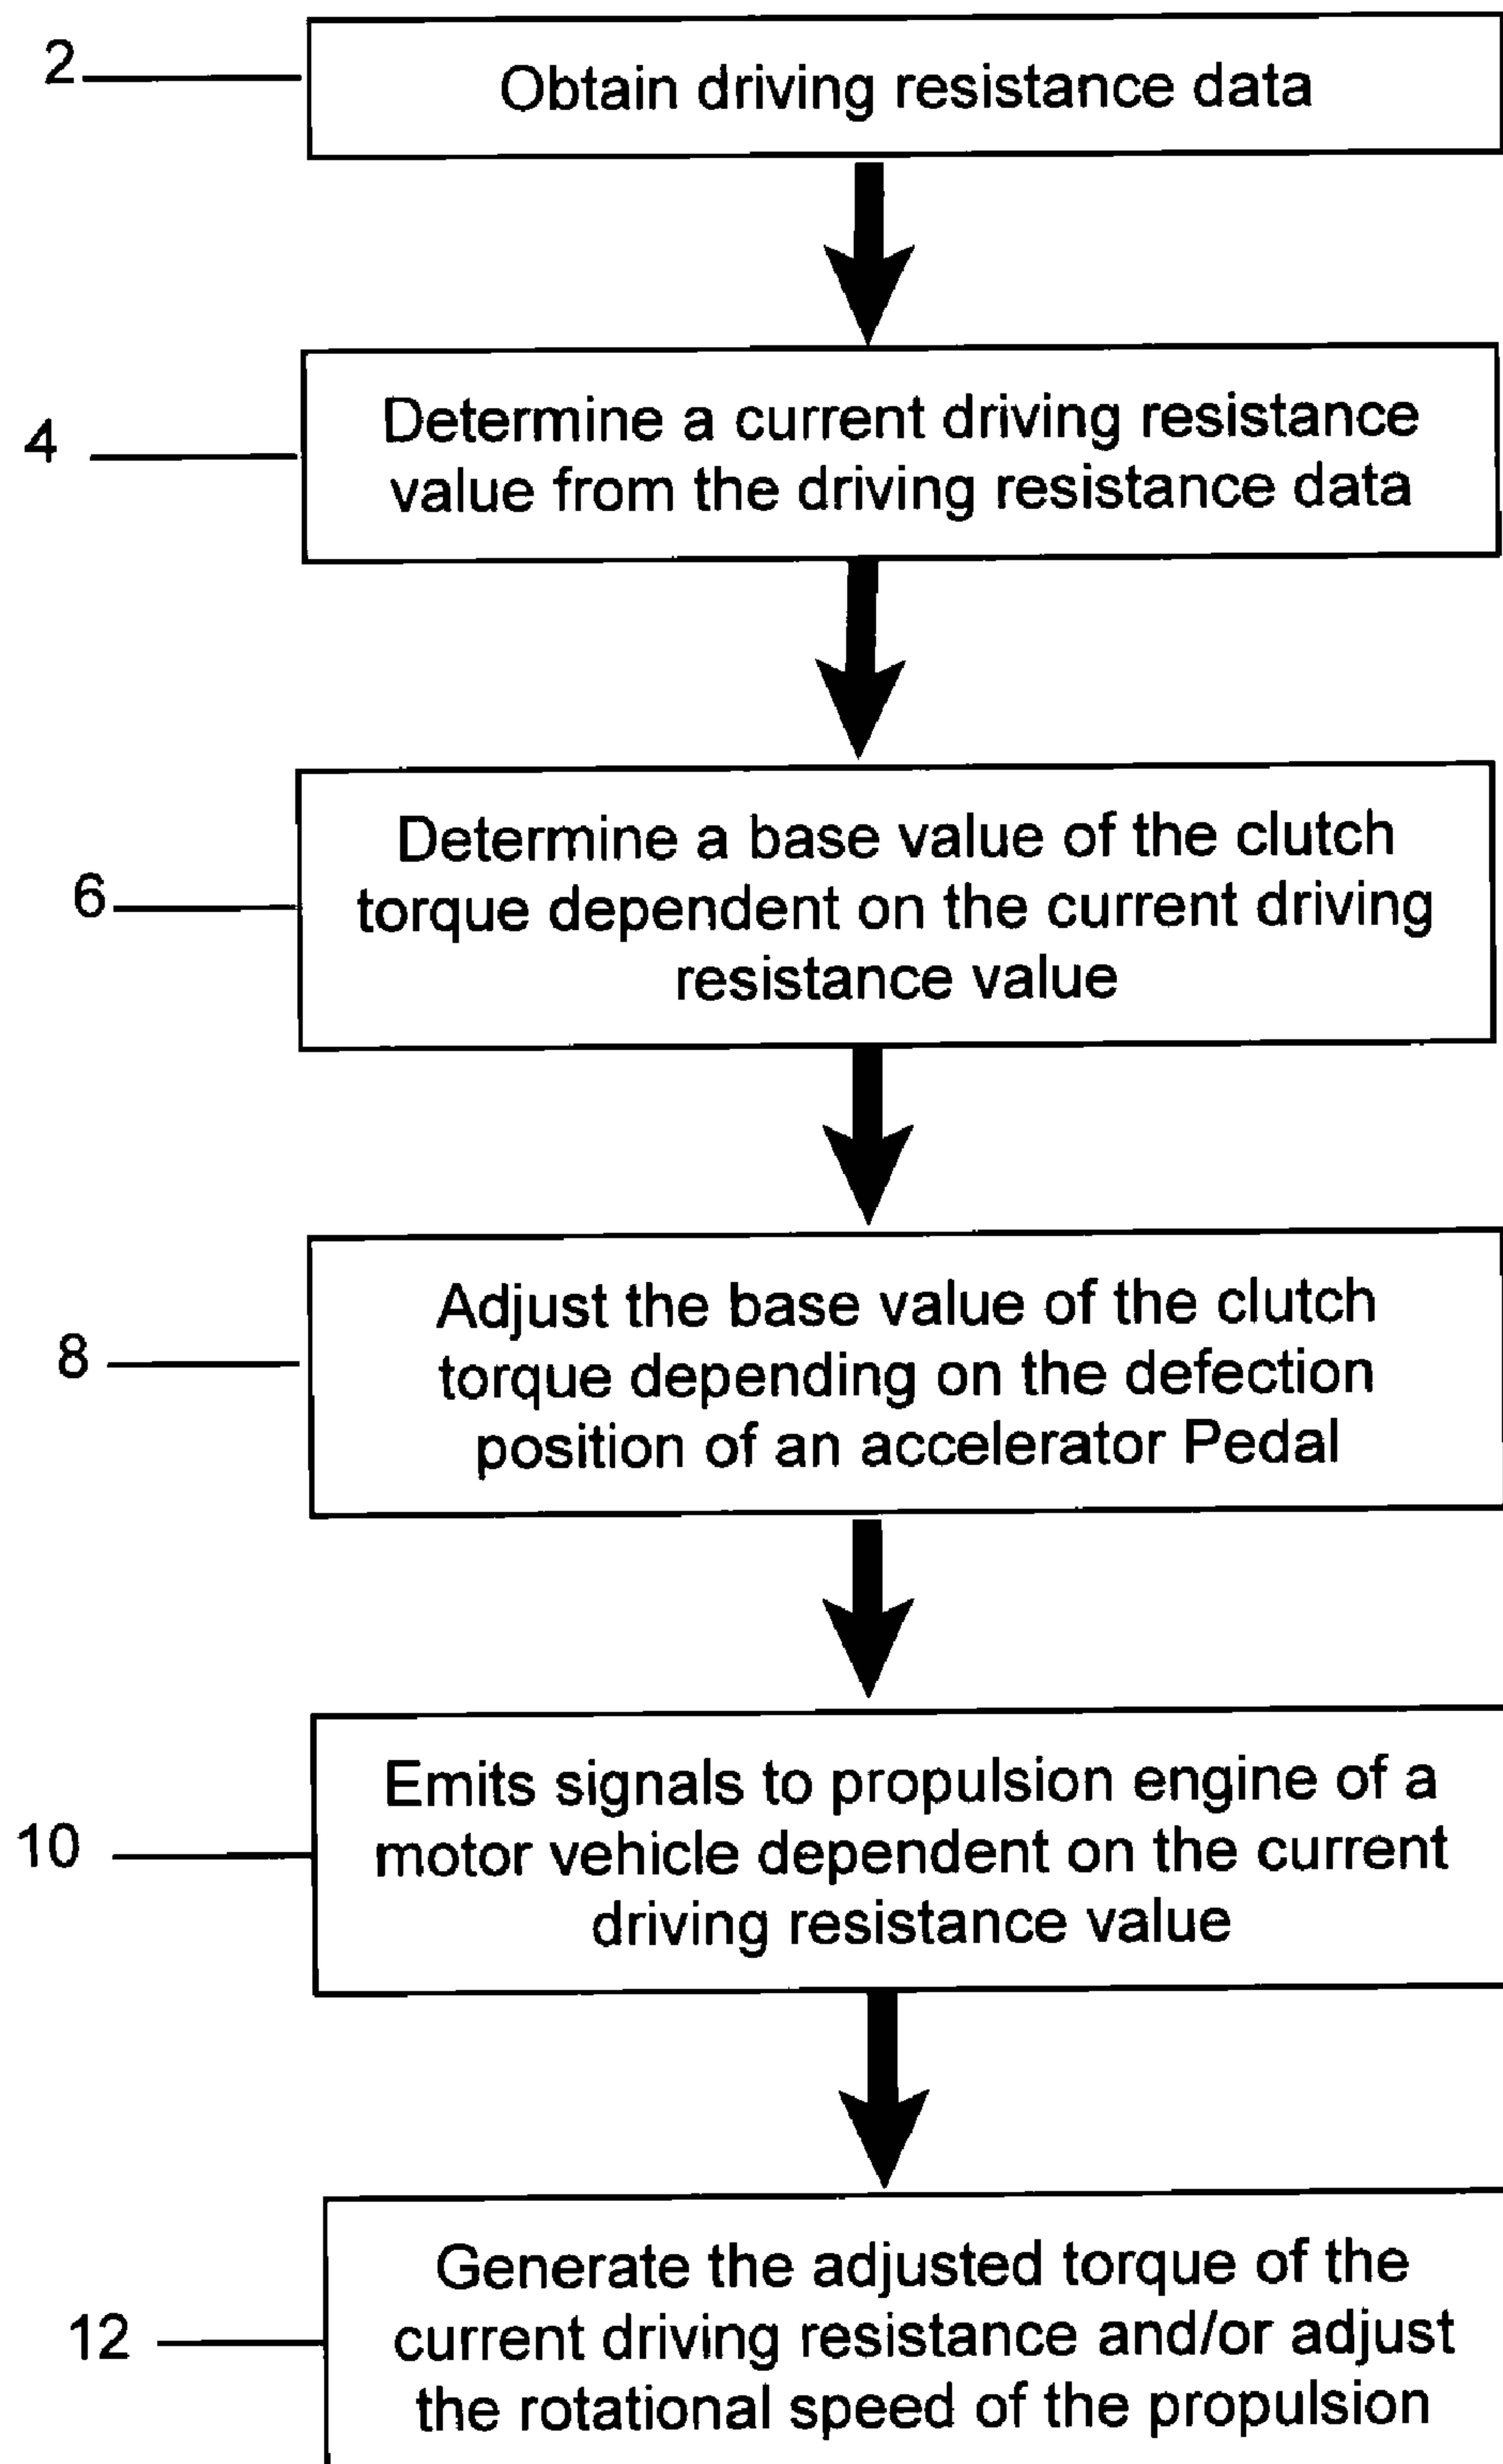 2
Obtain driving resistance data
4
Determine a current driving resistance
value from the driving resistance data
6
Determine a base value of the clutch
torque dependent on the current driving
resistance value
8
Adjust the base value of the clutch
torque depending on the defection
position of an accelerator Pedal
10
Emits signals to propulsion engine of a
motor vehicle dependent on the current
driving resistance value
12
Generate the adjusted torque of the
current driving resistance and/or adjust
the rotational speed of the propulsion